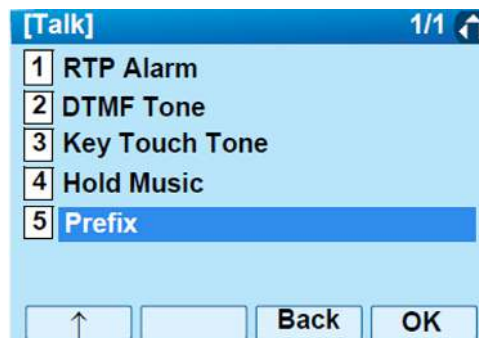 [Talk] 1/1
1 RTP Alarm
2 DTMF Tone
3 Key Touch Tone
4 Hold Music
5 Prefix
↑ Back OK